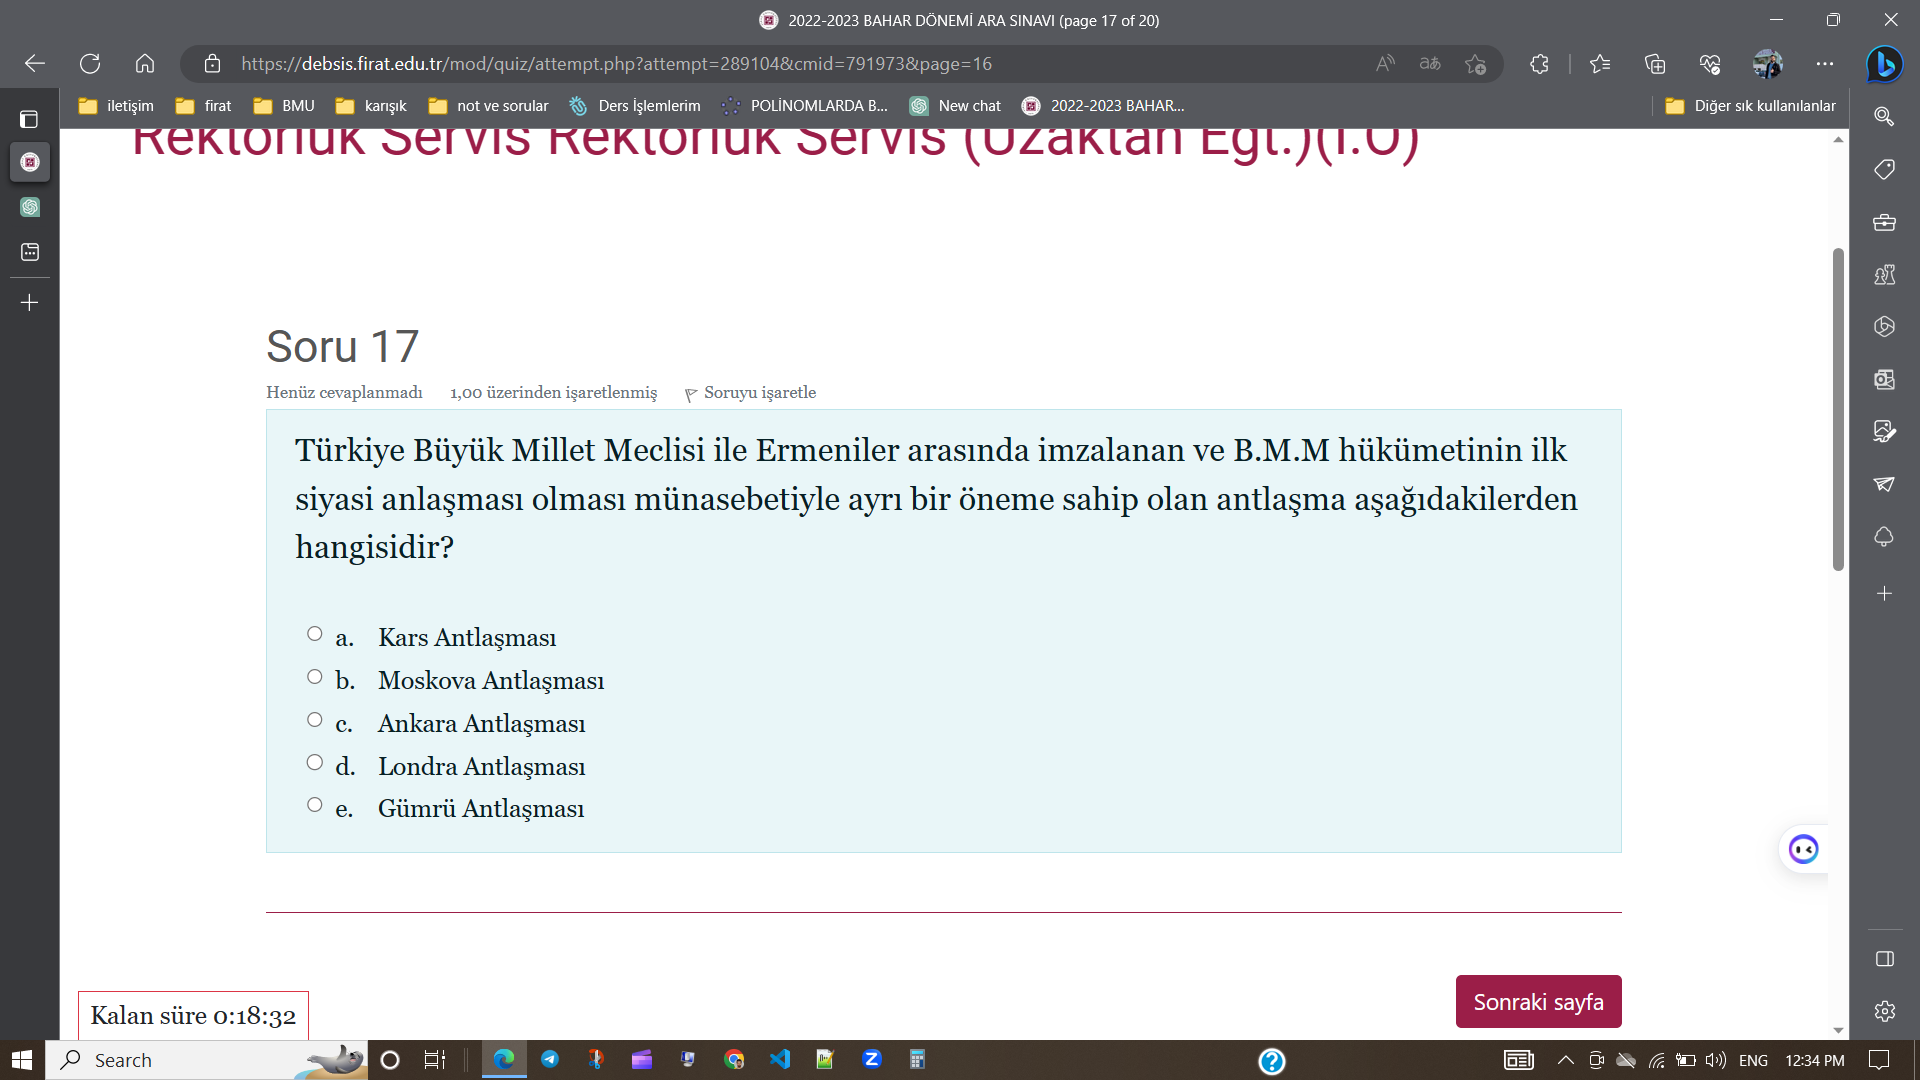 2022-2023 BAHAR DÖNEMİ ARA SINAVI (page 17 of 20)
https://debsis.firat.edu.tr/mod/quiz/attempt.php?attempt=289104&cmid=791973&page=16
iletişim
firat
BMU
karışık
not ve sorular
Ders İşlemlerim
POLİNOMLARDA B...
New chat
2022-2023 BAHAR...
Diğer sık kullanılanlar
Rektörlük Servis Rektörlük Servis (Uzaktan Eğt.)(İ.Ö)
Soru 17
Henüz cevaplanmadı
1,00 üzerinden işaretlenmiş
Soruyu işaretle
Türkiye Büyük Millet Meclisi ile Ermeniler arasında imzalanan ve B.M.M hükümetinin ilk
siyasi anlaşması olması münasebetiyle ayrı bir öneme sahip olan antlaşma aşağıdakilerden
hangisidir?
a. Kars Antlaşması
b. Moskova Antlaşması
c. Ankara Antlaşması
d. Londra Antlaşması
e. Gümrü Antlaşması
Sonraki sayfa
Kalan süre 0:18:32
Search
ENG
12:34 PM